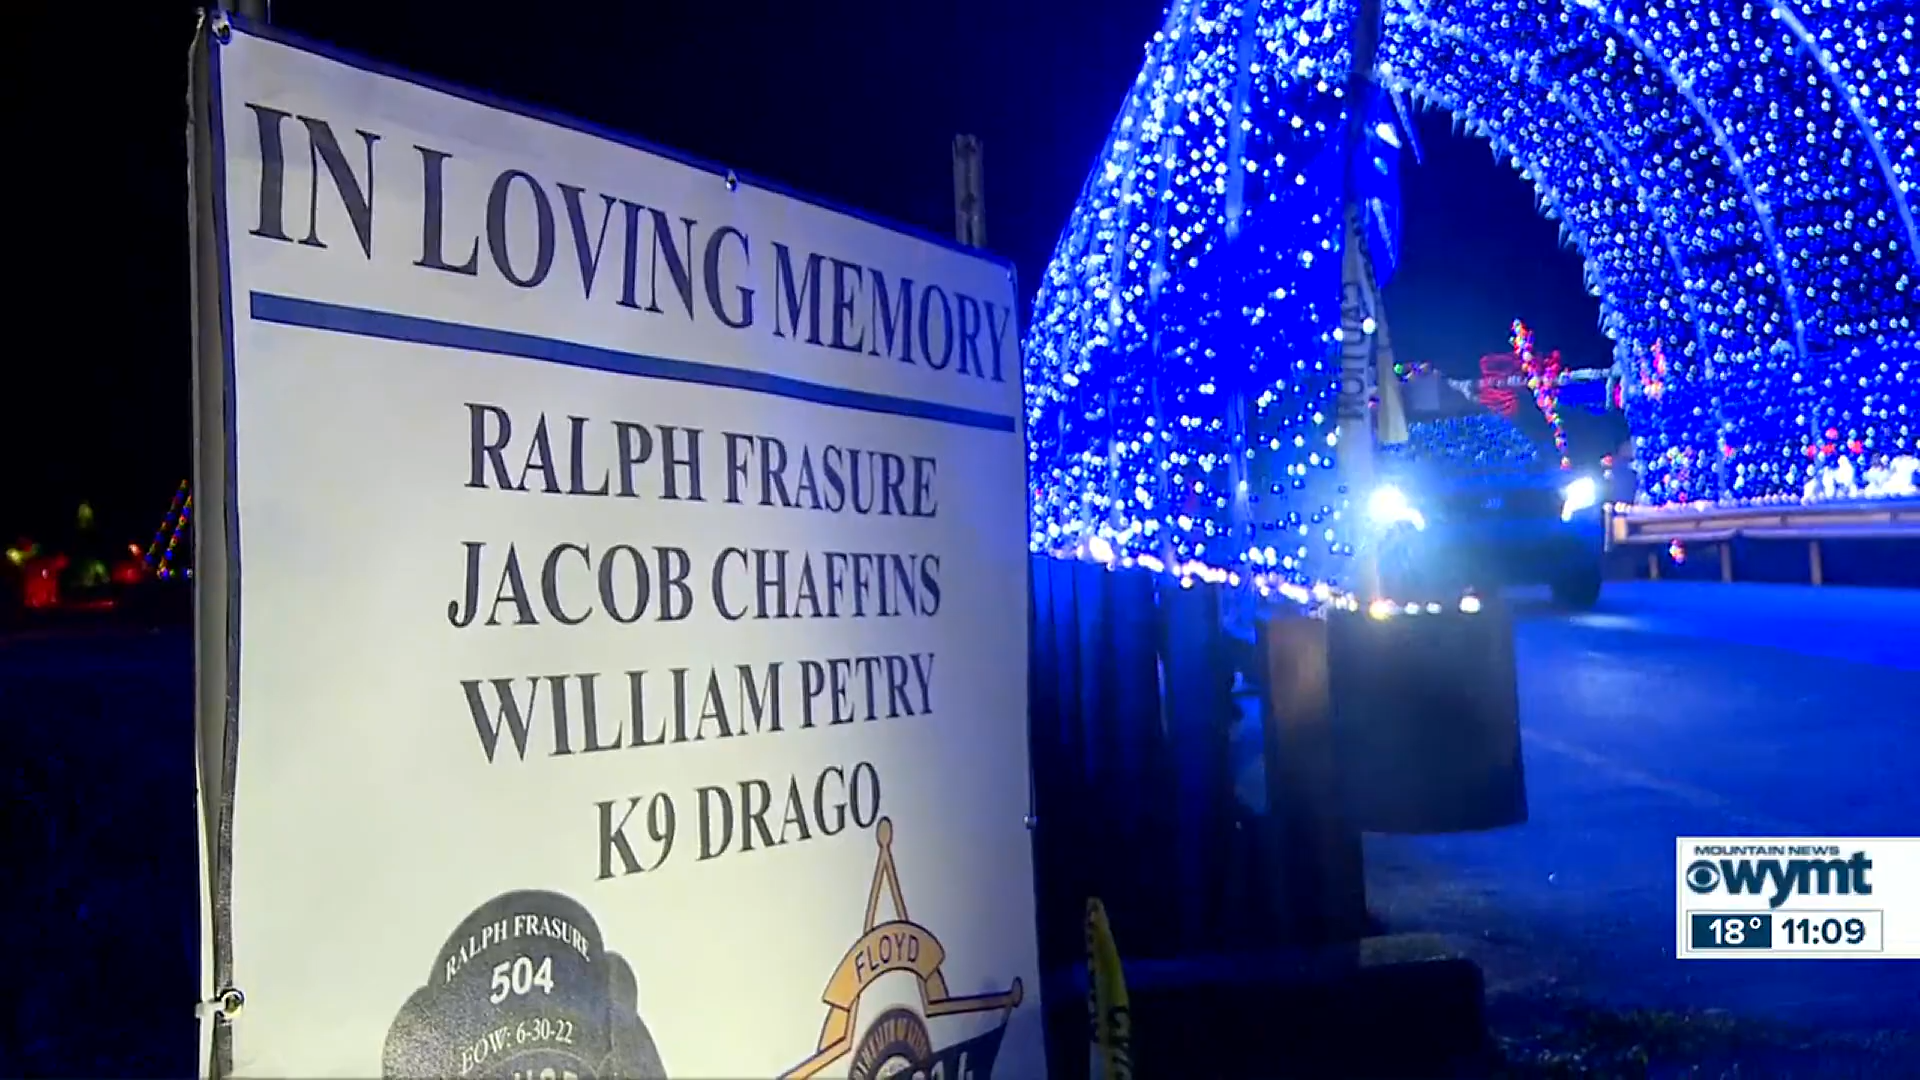 IN LOVING MEMORY
RALPH FRASURE
JACOB CHAFFINS
WILLIAM PETRY
K9 DRAGO
RALPH FRASURE
504
EOW: 6-30-22
FLOYD
CAUTION
MOUNTAIN NEWS
wymt
18° 11:09